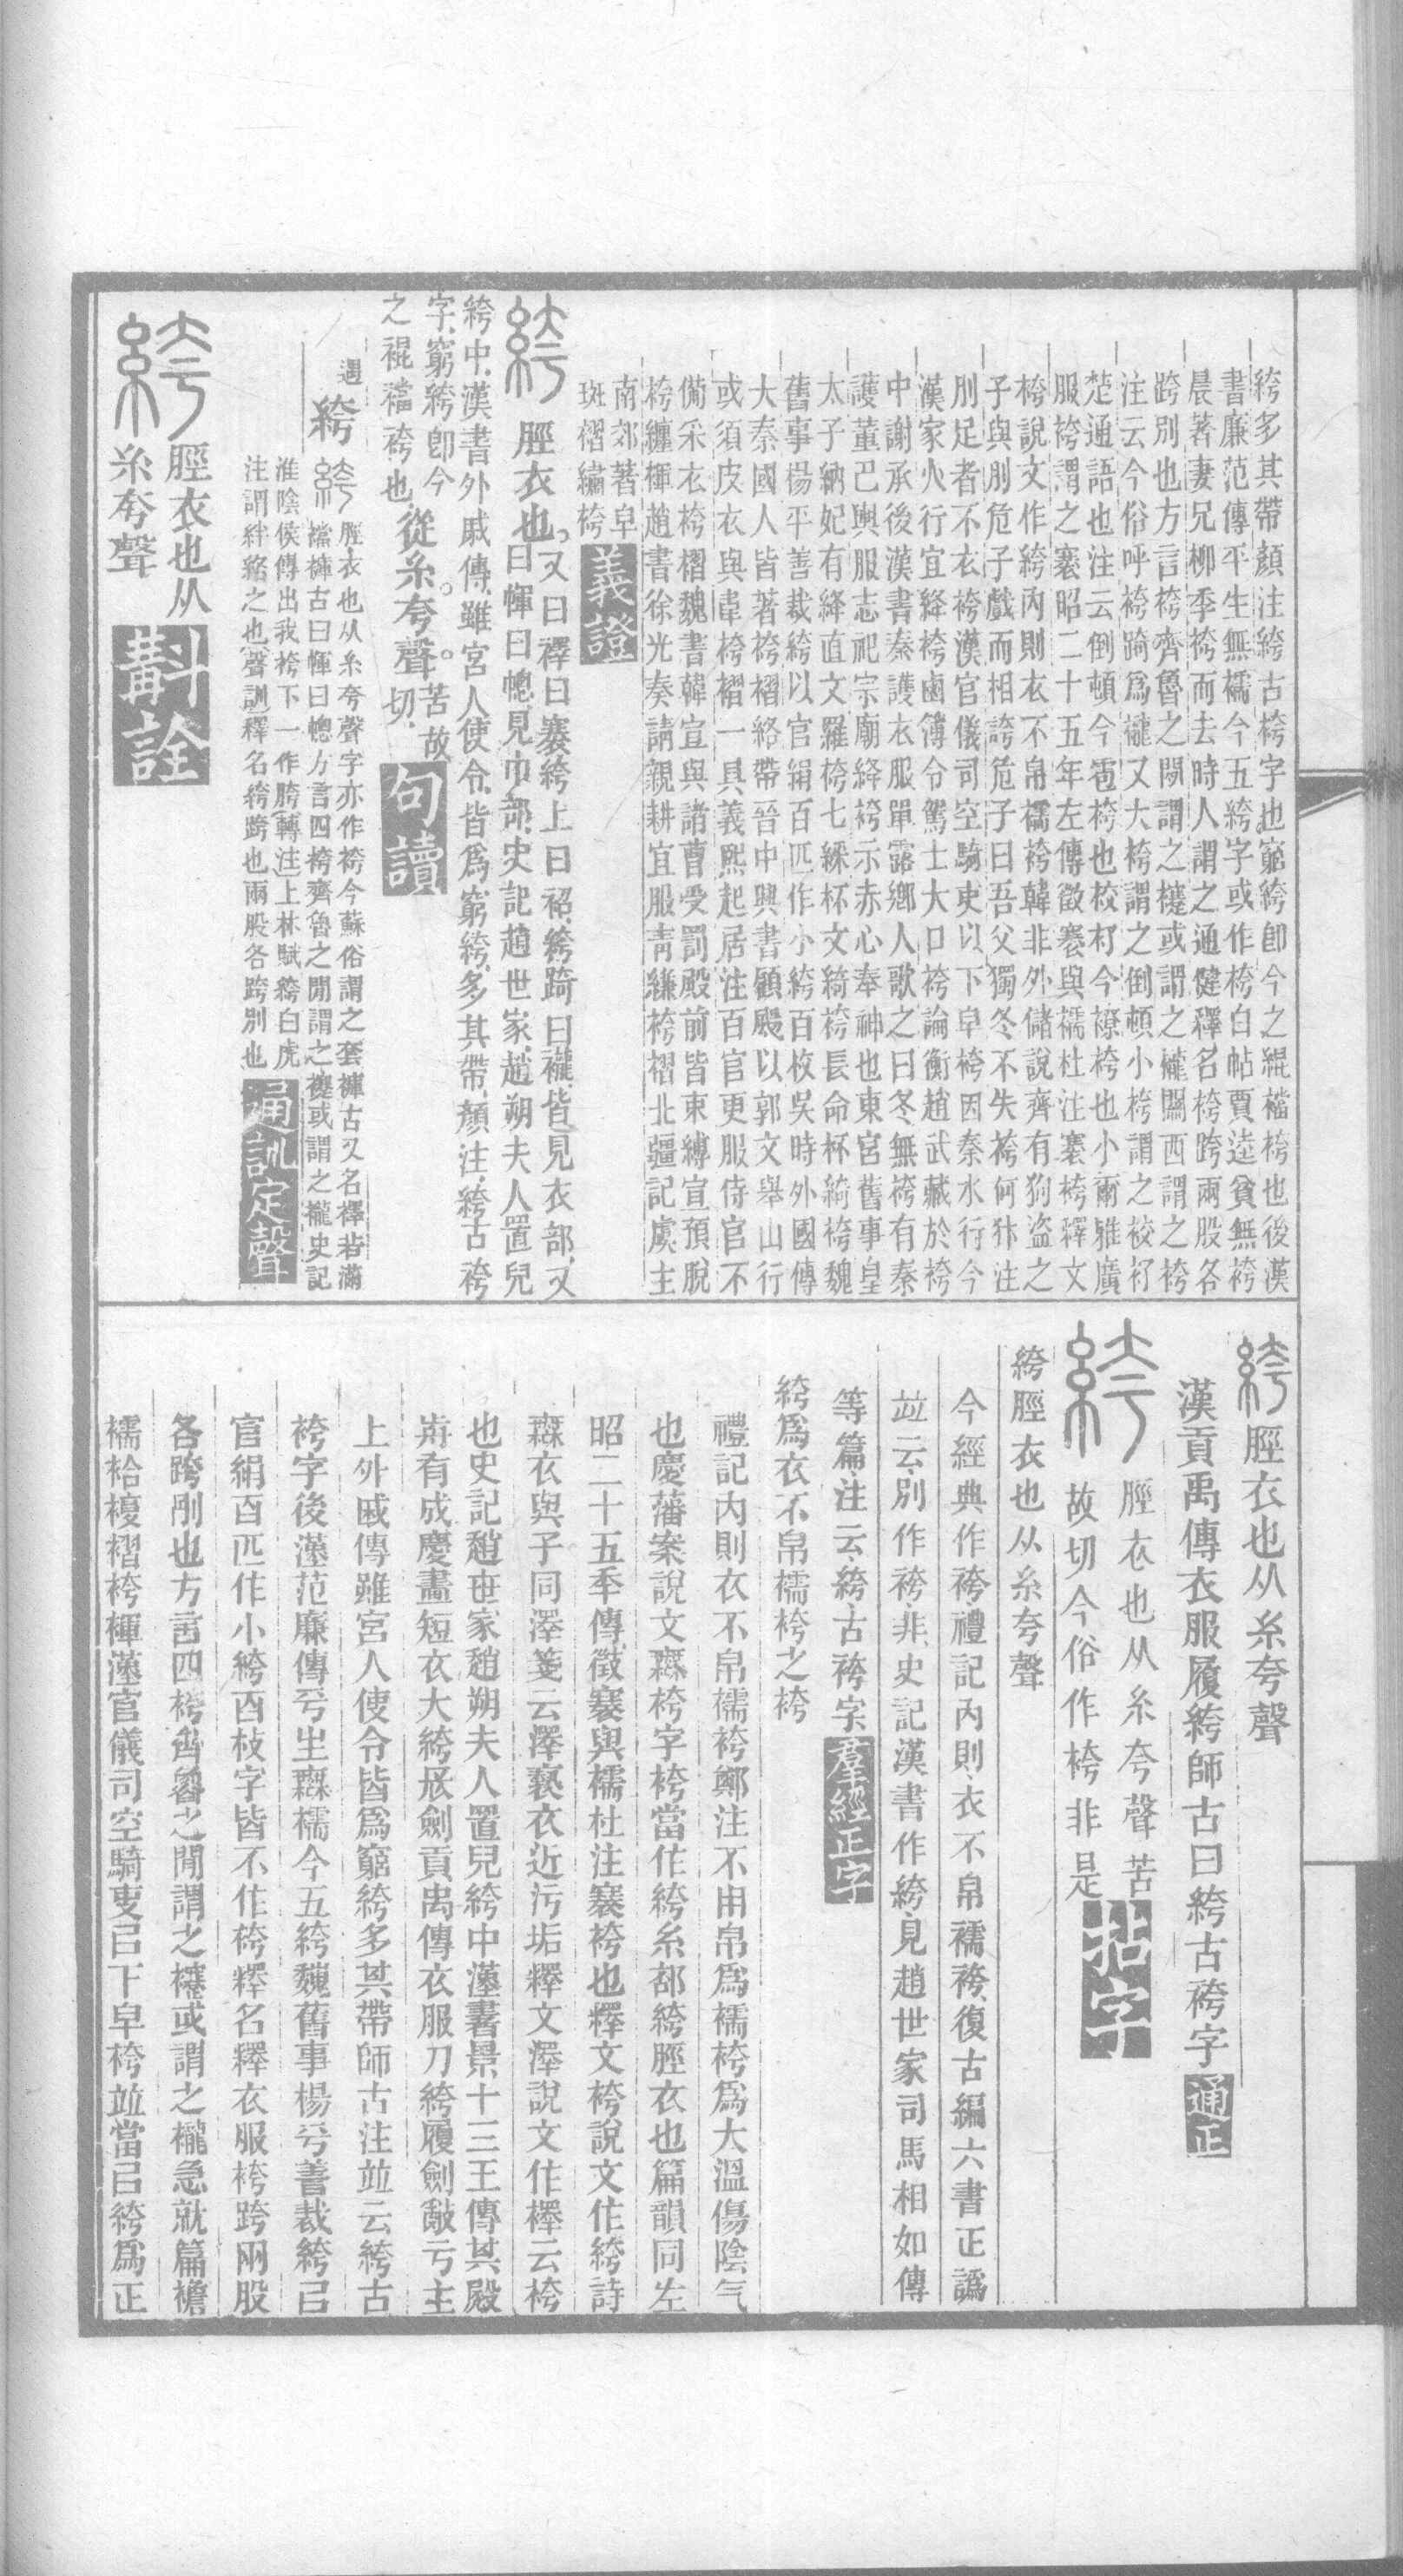 絝多其帶顏注絝古袴字也窮絝卽今之緄襠袴也後漢
書廉范傳平生無襦今五絝字或作袴白帖賈逵貧無袴
晨著妻兄柳季袴而去時人謂之通健釋名袴跨兩股各
跨別也方言袴齊魯之閒謂之䙭或謂之襱關西謂之袴
注云今俗呼袴踦爲襱又大袴謂之倒頓小袴謂之𧘑衦
楚通語也注云倒頓今雹袴也𧘑衦今䙅袴也小爾雅廣
服袴謂之褰昭二十五年左傳徵褰與襦杜注褰袴釋文
袴說文作絝內則衣不帛襦袴韓非外儲說齊有狗盜之
子與刖危子戲而相誇危子曰吾父獨冬不失袴何犿注
刖足者不衣袴漢官儀司空騎吏以下皁袴因秦水行今
漢家火行宜絳袴鹵簿令駕士大口袴論衡趙武藏於袴
中謝承後漢書秦護衣服單露鄉人歌之曰冬無袴有秦
護董巴輿服志祀宗廟絳袴示赤心奉神也東宮舊事皇
太子納妃有絳直文羅袴七綵杯文綺袴長命杯綺袴魏
舊事楊平善裁絝以官絹百匹作小絝百枚吳時外國傳
大秦國人皆著袴褶絡帶晉中興書顧颺以郭文舉山行
或須皮衣與韋袴褶一具義熙起居注百官更服侍官不
備采衣袴褶魏書韓宣與諸曹受罰殿前皆束縛宣預脫
袴纏褌趙書徐光奏請親耕宜服靑縑袴褶北疆記虞主
南郊著皁
斑褶繡袴 義證
絝 脛衣也。又曰襗曰褰絝上曰袑絝踦曰襱皆見衣部又
曰幝曰幒見巾部史記趙世家趙朔夫人置兒
絝中漢書外戚傳雖宮人使令皆爲窮絝多其帶顏注絝古袴
字窮絝卽今
之緄襠袴也 從糸夸聲。苦故切 句讀
遇 絝 絝脛衣也从糸夸聲字亦作袴今蘇俗謂之套褲古又名襗若滿
襠褲古曰幝曰幒方言四袴齊魯之閒謂之䙭或謂之襱史記
淮陰侯傳出我袴下一作胯轉注上林賦絝白虎
注謂絆絡之也聲訓釋名絝跨也兩股各跨別也 通訓定聲
絝 脛衣也从
糸夸聲 斠詮
絝脛衣也从糸夸聲
漢貢禹傳衣服履絝師古曰絝古袴字 通正
絝 脛衣也从糸夸聲苦
故切今俗作袴非是 拈字
絝脛衣也从糸夸聲
今經典作袴禮記內則衣不帛襦袴復古編六書正譌
竝云別作袴非史記漢書作絝見趙世家司馬相如傳
等篇注云絝古袴字 羣經正字
絝爲衣不帛襦袴之袴
禮記內則衣不帛襦袴鄭注不用帛爲襦袴爲大溫傷陰气
也慶藩案說文無袴字袴當作絝糸部絝脛衣也篇韻同左
昭二十五秊傳徵褰與襦杜注褰袴也釋文袴說文作絝詩
無衣與子同澤箋云澤褻衣近污垢釋文澤說文作襗云袴
也史記趙世家趙朔夫人置兒絝中漢書景十三王傳其殿
㫄有成慶畫短衣大絝長劍貢禹傳衣服刀絝履劍敵亏主
上外戚傳雖宮人使令皆爲窮絝多其帶師古注竝云絝古
袴字後漢范廉傳平生無襦今五絝魏舊事楊平善裁絝㠯
官絹百匹作小絝百枝字皆不作袴釋名釋衣服袴跨兩股
各跨別也方言四袴齊魯之閒謂之䙭或謂之襱急就篇襜
襦袷複褶袴褌漢官儀司空騎吏㠯下皁袴竝當㠯絝爲正